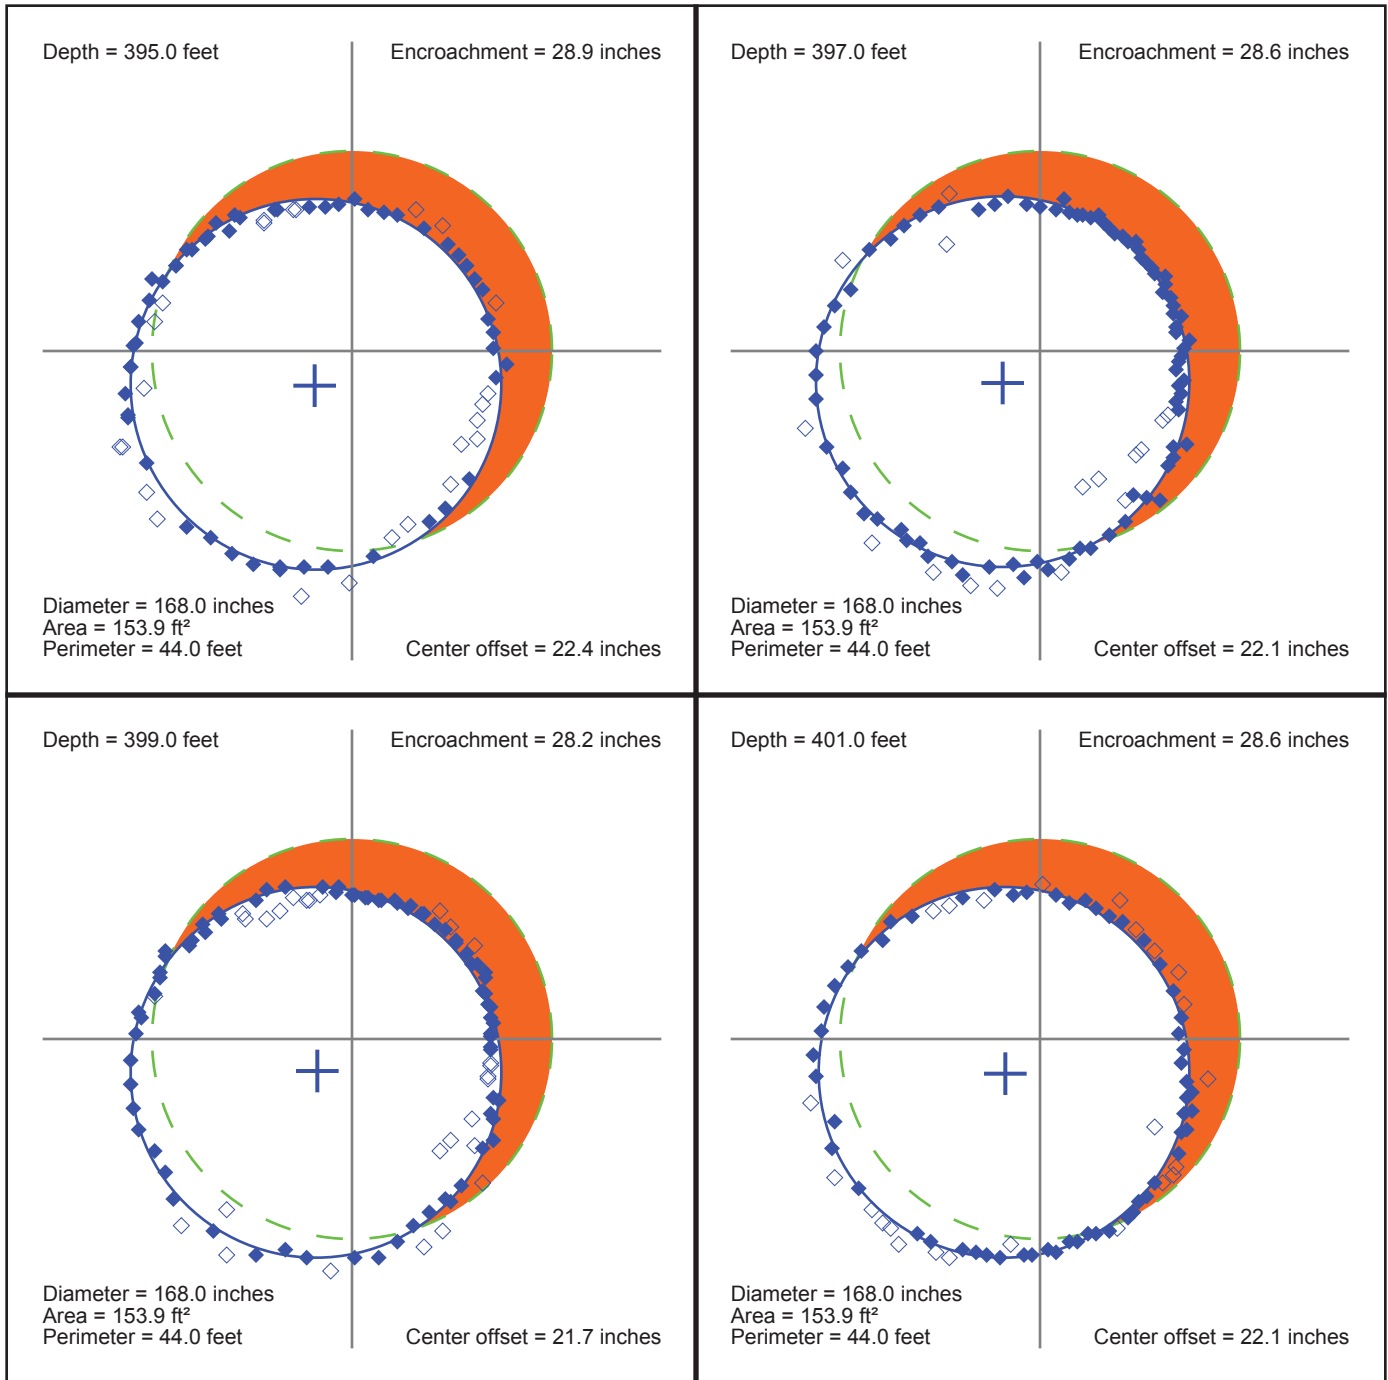 Depth = 395.0 feet
Encroachment = 28.9 inches
Diameter = 168.0 inches
Area = 153.9 ft²
Perimeter = 44.0 feet
Center offset = 22.4 inches
Depth = 397.0 feet
Encroachment = 28.6 inches
Diameter = 168.0 inches
Area = 153.9 ft²
Perimeter = 44.0 feet
Center offset = 22.1 inches
Depth = 399.0 feet
Encroachment = 28.2 inches
Diameter = 168.0 inches
Area = 153.9 ft²
Perimeter = 44.0 feet
Center offset = 21.7 inches
Depth = 401.0 feet
Encroachment = 28.6 inches
Diameter = 168.0 inches
Area = 153.9 ft²
Perimeter = 44.0 feet
Center offset = 22.1 inches